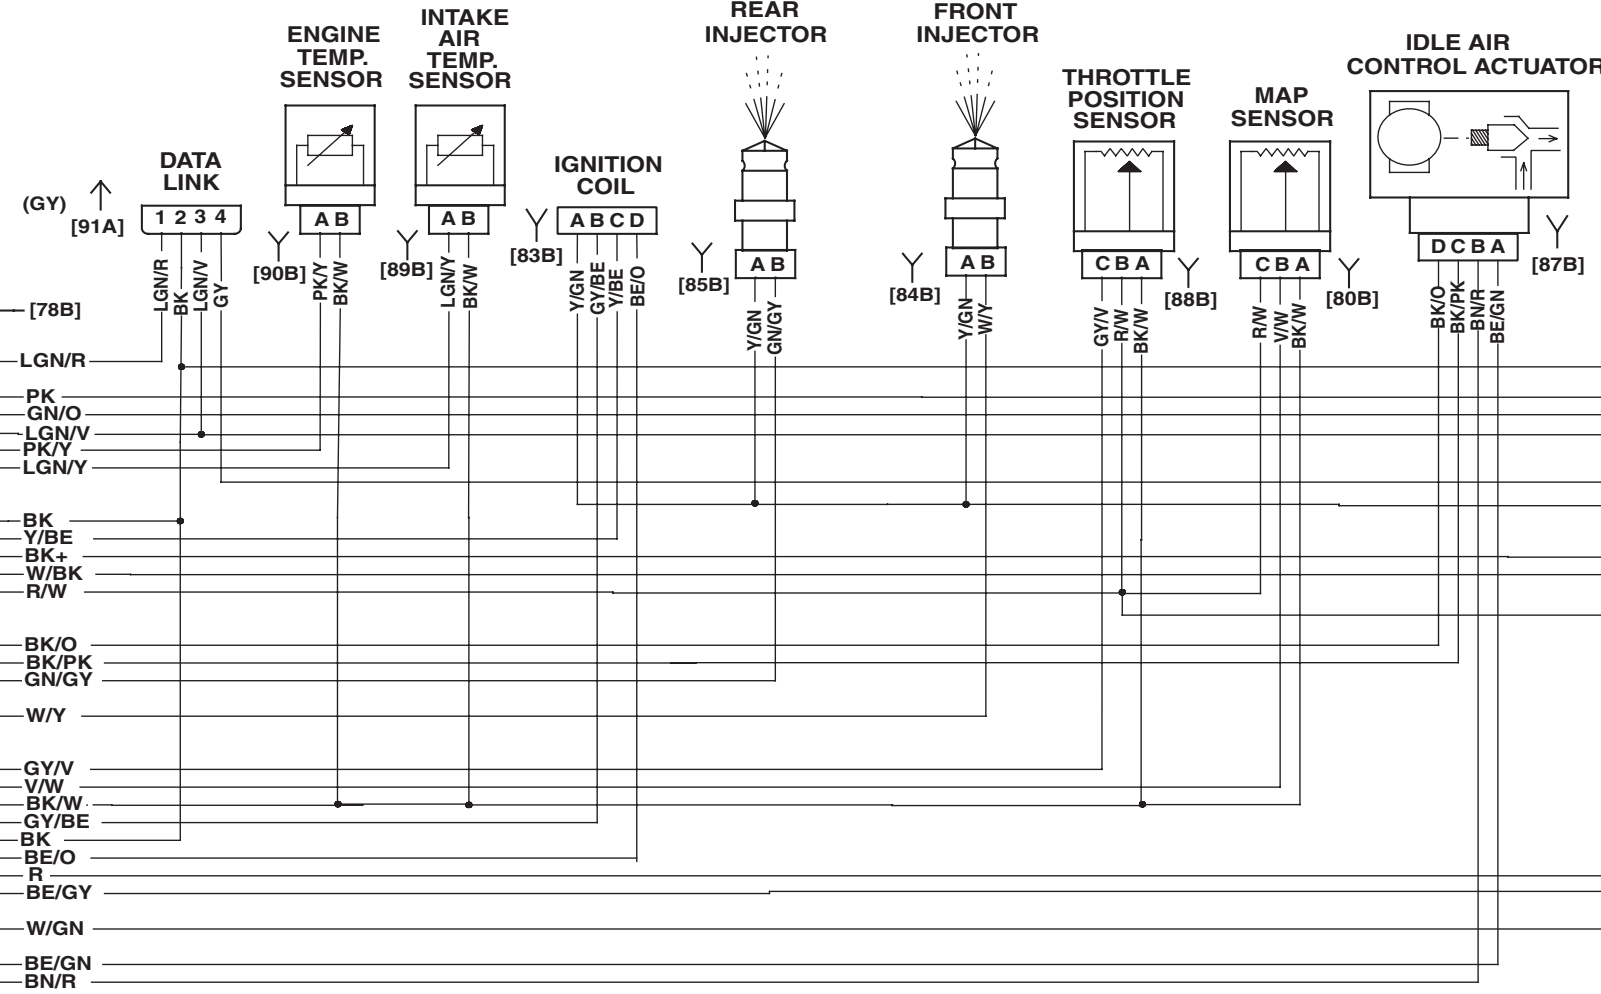 ENGINE
TEMP.
SENSOR
INTAKE
AIR
TEMP.
SENSOR
REAR
INJECTOR
FRONT
INJECTOR
THROTTLE
POSITION
SENSOR
MAP
SENSOR
IDLE AIR
CONTROL ACTUATOR
DATA
LINK
IGNITION
COIL
(GY)
[91A]
1 2 3 4
A B
[90B]
A B
[89B]
[83B]
A B C D
[85B]
A B
[84B]
A B
C B A
[88B]
C B A
[80B]
D C B A
[87B]
LGN/R
BK
LGN/V
GY
PK/Y
BK/W
LGN/Y
BK/W
Y/GN
GY/BE
Y/BE
BE/O
Y/GN
GN/GY
Y/GN
W/Y
GY/V
R/W
BK/W
R/W
V/W
BK/W
BK/O
BK/PK
BN/R
BE/GN
[78B]
LGN/R
PK
GN/O
LGN/V
PK/Y
LGN/Y
BK
Y/BE
BK+
W/BK
R/W
BK/O
BK/PK
GN/GY
W/Y
GY/V
V/W
BK/W
GY/BE
BK
BE/O
R
BE/GY
W/GN
BE/GN
BN/R